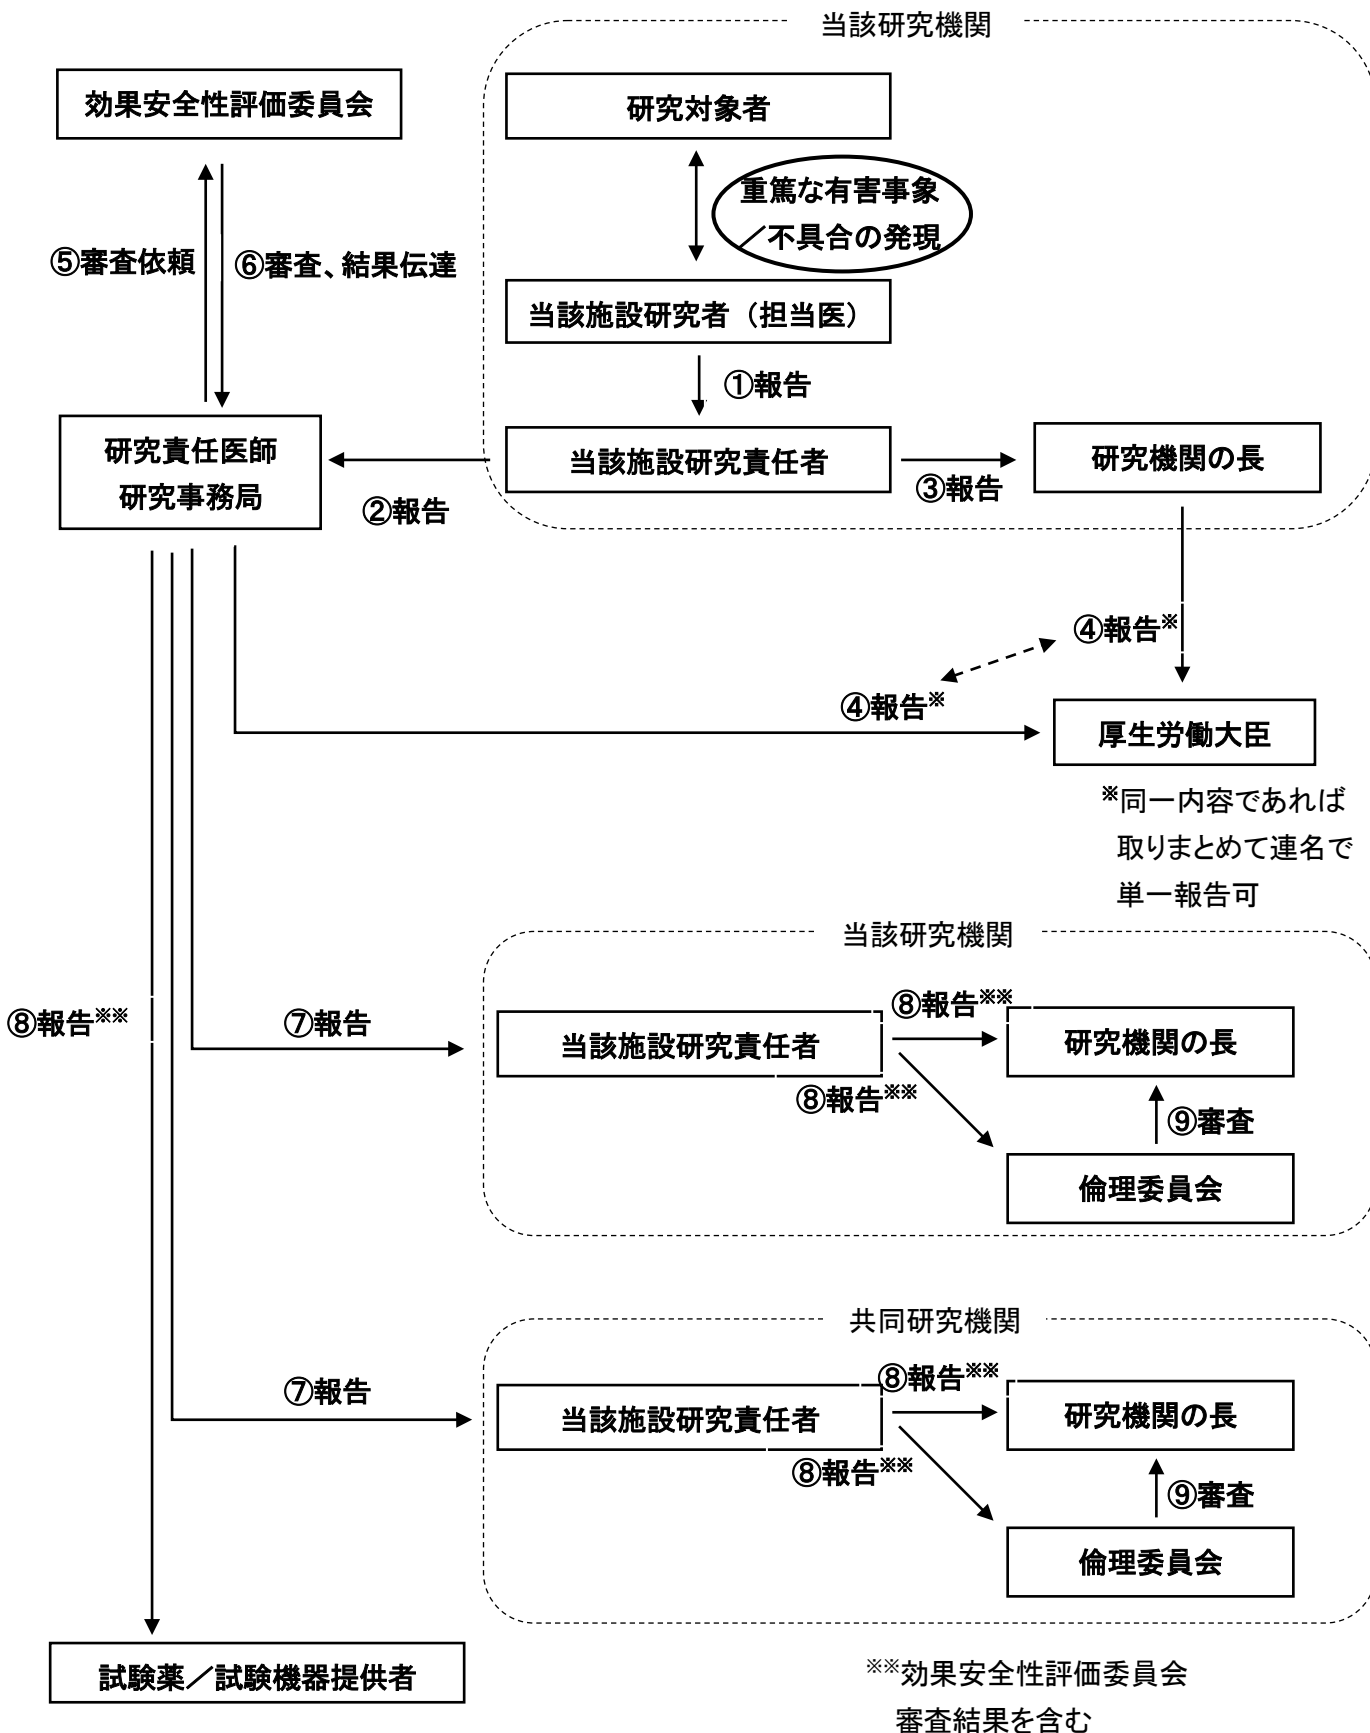 当該研究機関
効果安全性評価委員会
研究対象者
重篤な有害事象
／不具合の発現
⑤審査依頼
⑥審査、結果伝達
当該施設研究者（担当医）
①報告
研究責任医師
研究事務局
当該施設研究責任者
研究機関の長
②報告
③報告
④報告※
④報告※
厚生労働大臣
※同一内容であれば
取りまとめて連名で
単一報告可
当該研究機関
⑧報告※※
⑦報告
当該施設研究責任者
⑧報告※※
研究機関の長
⑧報告※※
⑨審査
倫理委員会
共同研究機関
⑦報告
当該施設研究責任者
⑧報告※※
研究機関の長
⑧報告※※
⑨審査
倫理委員会
試験薬／試験機器提供者
※※効果安全性評価委員会
審査結果を含む